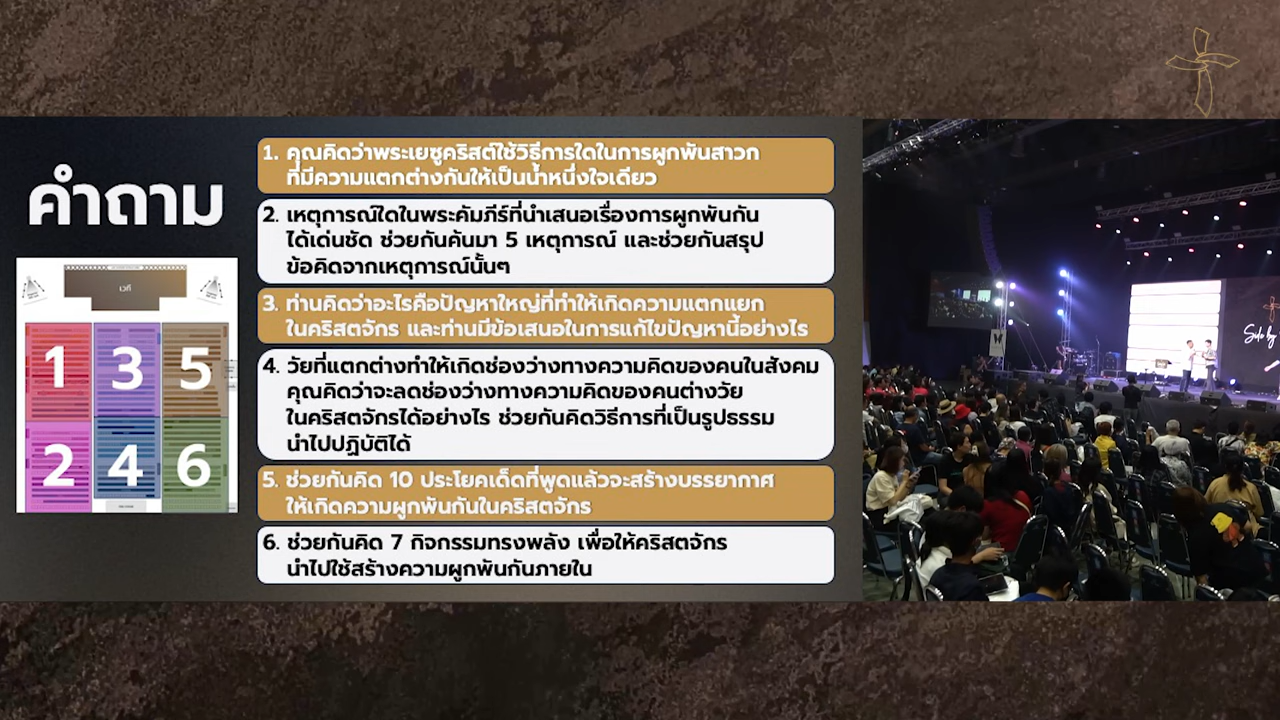 คำถาม
เวที
1
3
5
2
4
6
1. คุณคิดว่าพระเยซูคริสต์ใช้วิธีการใดในการผูกพันสาวก
ที่มีความแตกต่างกันให้เป็นน้ำหนึ่งใจเดียว
2. เหตุการณ์ใดในพระคัมภีร์ที่นำเสนอเรื่องการผูกพันกัน
ได้เด่นชัด ช่วยกันค้นมา 5 เหตุการณ์ และช่วยกันสรุป
ข้อคิดจากเหตุการณ์นั้นๆ
3. ท่านคิดว่าอะไรคือปัญหาใหญ่ที่ทำให้เกิดความแตกแยก
ในคริสตจักร และท่านมีข้อเสนอในการแก้ไขปัญหานี้อย่างไร
4. วัยที่แตกต่างทำให้เกิดช่องว่างทางความคิดของคนในสังคม
คุณคิดว่าจะลดช่องว่างทางความคิดของคนต่างวัย
ในคริสตจักรได้อย่างไร ช่วยกันคิดวิธีการที่เป็นรูปธรรม
นำไปปฏิบัติได้
5. ช่วยกันคิด 10 ประโยคเด็ดที่พูดแล้วจะสร้างบรรยากาศ
ให้เกิดความผูกพันกันในคริสตจักร
6. ช่วยกันคิด 7 กิจกรรมทรงพลัง เพื่อให้คริสตจักร
นำไปใช้สร้างความผูกพันกันภายใน
Side by
W